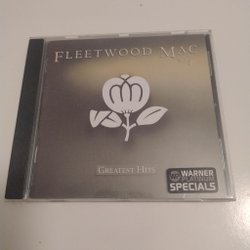 FLEETWOOD MAC
GREATEST HITS
WARNER
PLATINUM
SPECIALS